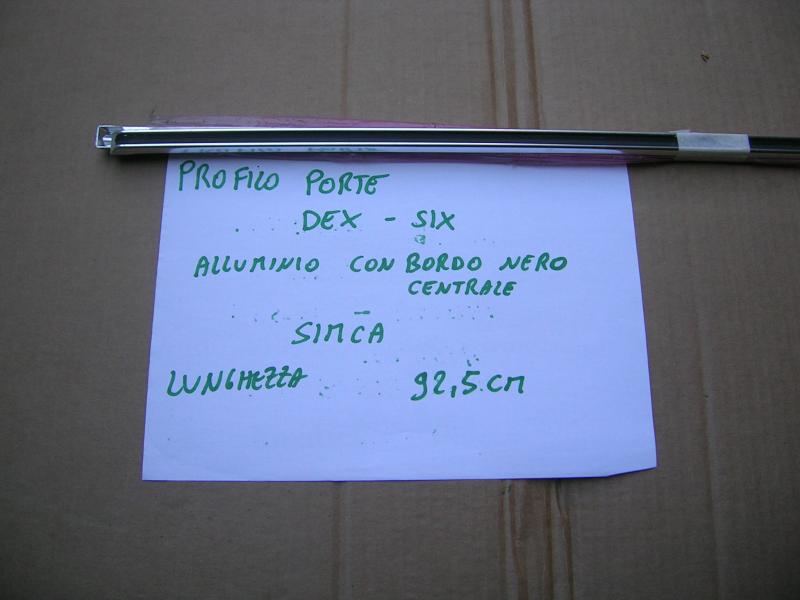 PROFILO PORTE
DEX - SIX
ALLUMINIO CON BORDO NERO
CENTRALE
SIMCA
LUNGHEZZA 92,5 CM